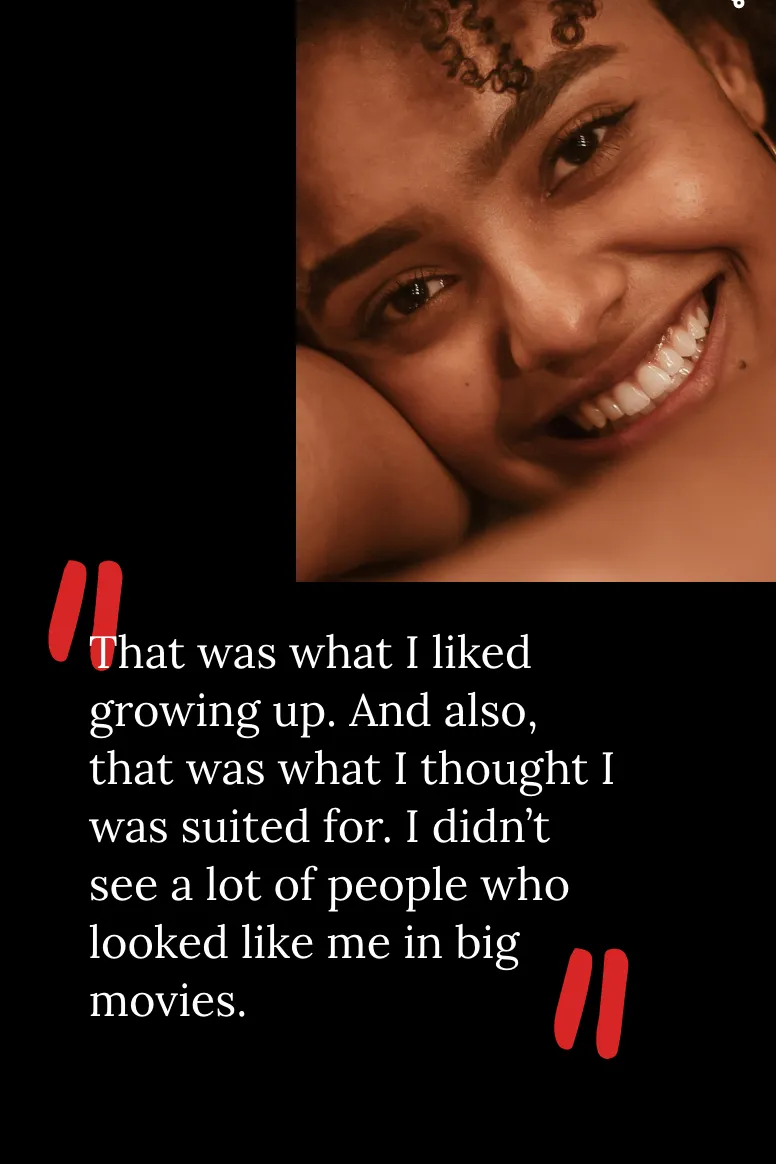 That was what I liked
growing up. And also,
that was what I thought I
was suited for. I didn’t
see a lot of people who
looked like me in big
movies.